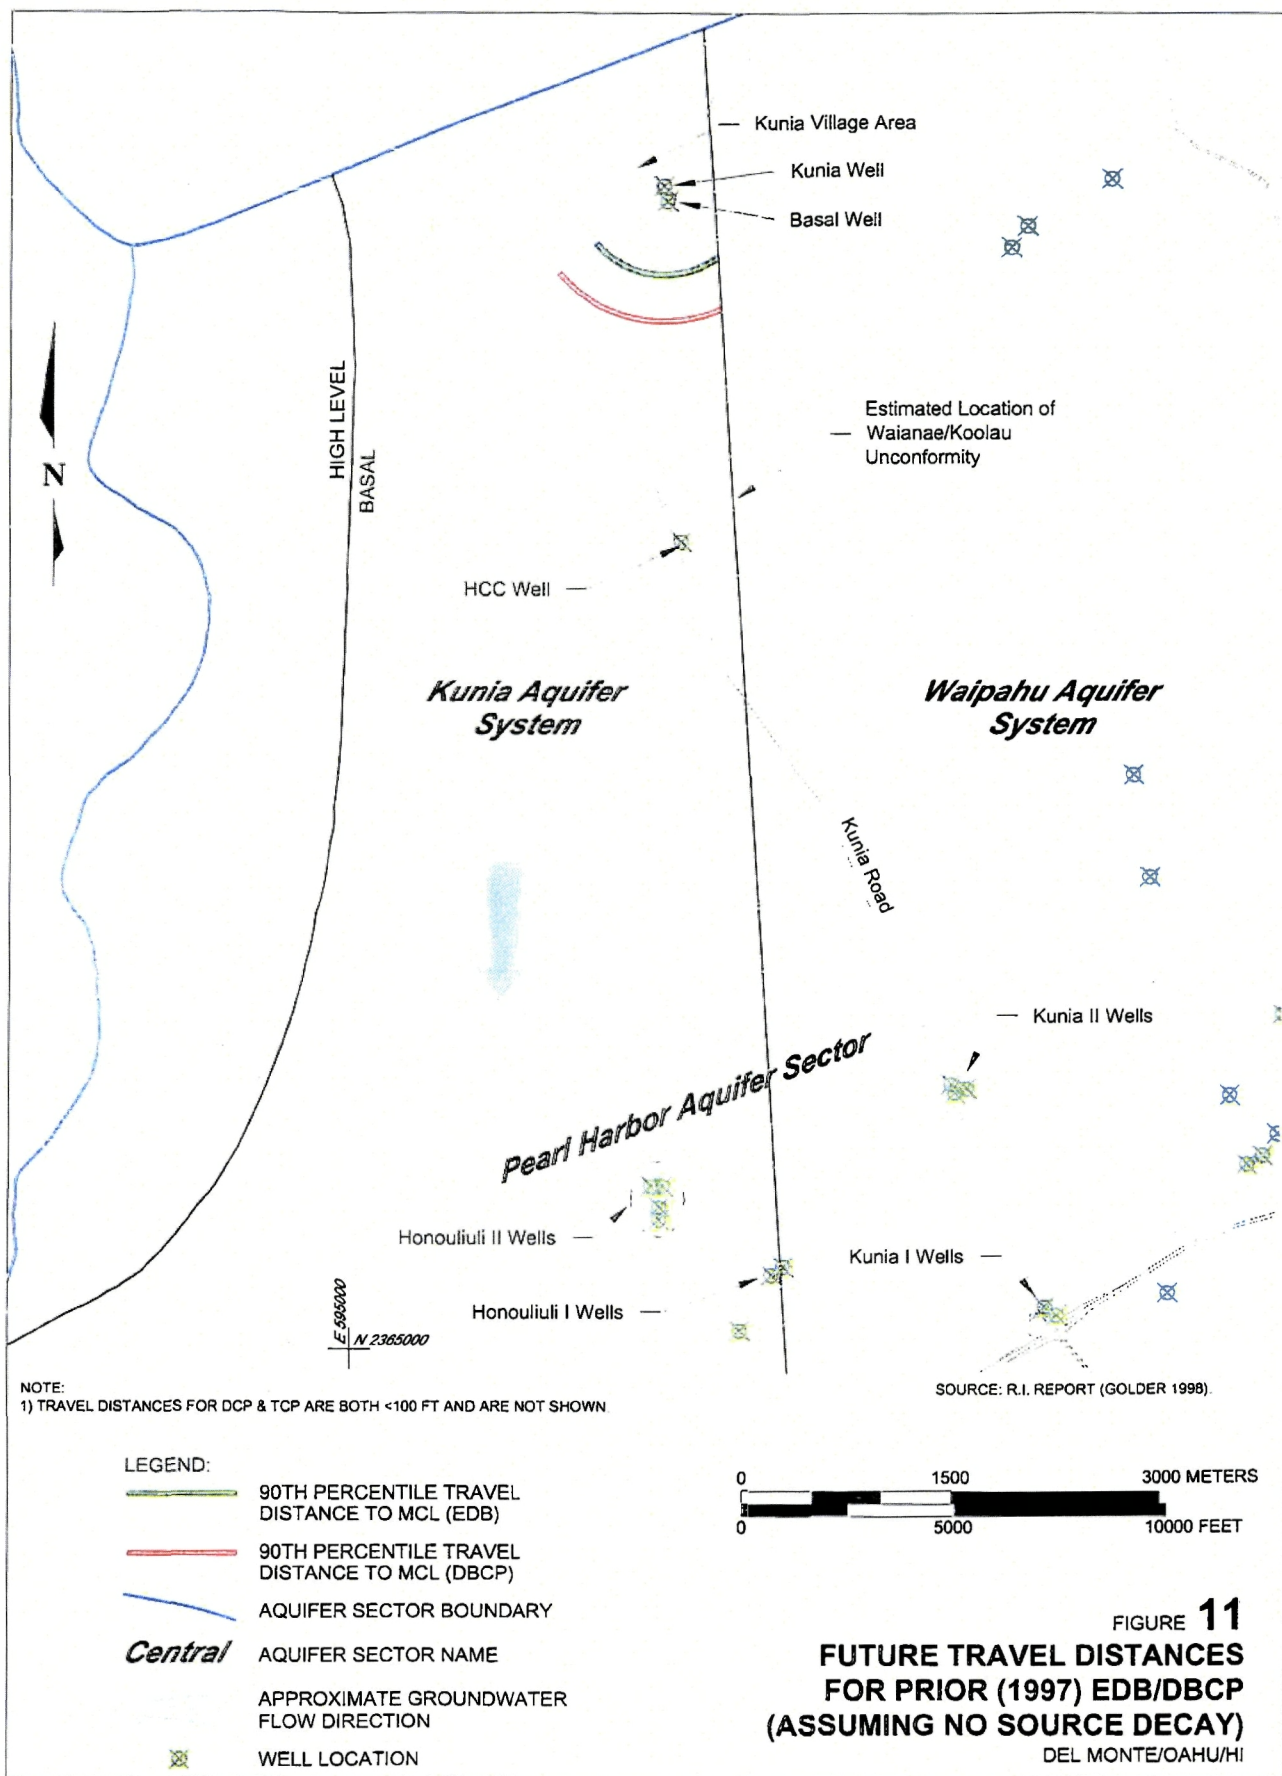 Kunia Village Area
Kunia Well
Basal Well
HIGH LEVEL
BASAL
Estimated Location of
Waianae/Koolau
Unconformity
N
HCC Well
Kunia Aquifer
System
Waipahu Aquifer
System
Kunia Road
Kunia II Wells
Pearl Harbor Aquifer Sector
Honouliuli II Wells
Kunia I Wells
Honouliuli I Wells
E 595000
N 2365000
NOTE:
1) TRAVEL DISTANCES FOR DCP & TCP ARE BOTH <100 FT AND ARE NOT SHOWN.
SOURCE: R.I. REPORT (GOLDER 1998).
LEGEND:
90TH PERCENTILE TRAVEL
DISTANCE TO MCL (EDB)
90TH PERCENTILE TRAVEL
DISTANCE TO MCL (DBCP)
AQUIFER SECTOR BOUNDARY
Central AQUIFER SECTOR NAME
APPROXIMATE GROUNDWATER
FLOW DIRECTION
WELL LOCATION
0 1500 3000 METERS
0 5000 10000 FEET
FIGURE 11
FUTURE TRAVEL DISTANCES
FOR PRIOR (1997) EDB/DBCP
(ASSUMING NO SOURCE DECAY)
DEL MONTE/OAHU/HI